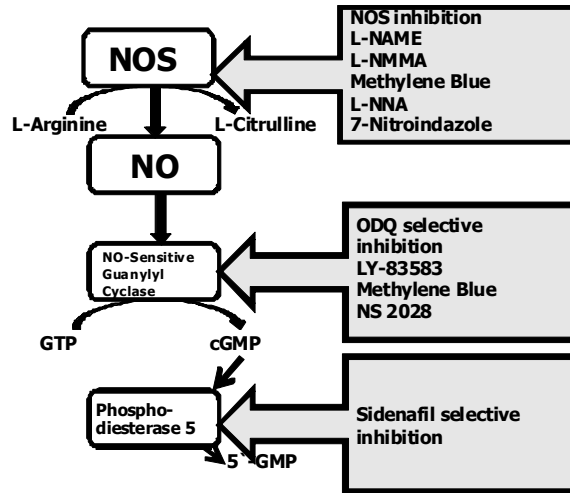 NOS
L-Arginine
L-Citrulline
NO
NO-Sensitive
Guanylyl
Cyclase
GTP
cGMP
Phospho-
diesterase 5
5`-GMP
NOS inhibition
L-NAME
L-NMMA
Methylene Blue
L-NNA
7-Nitroindazole
ODQ selective
inhibition
LY-83583
Methylene Blue
NS 2028
Sidenafil selective
inhibition